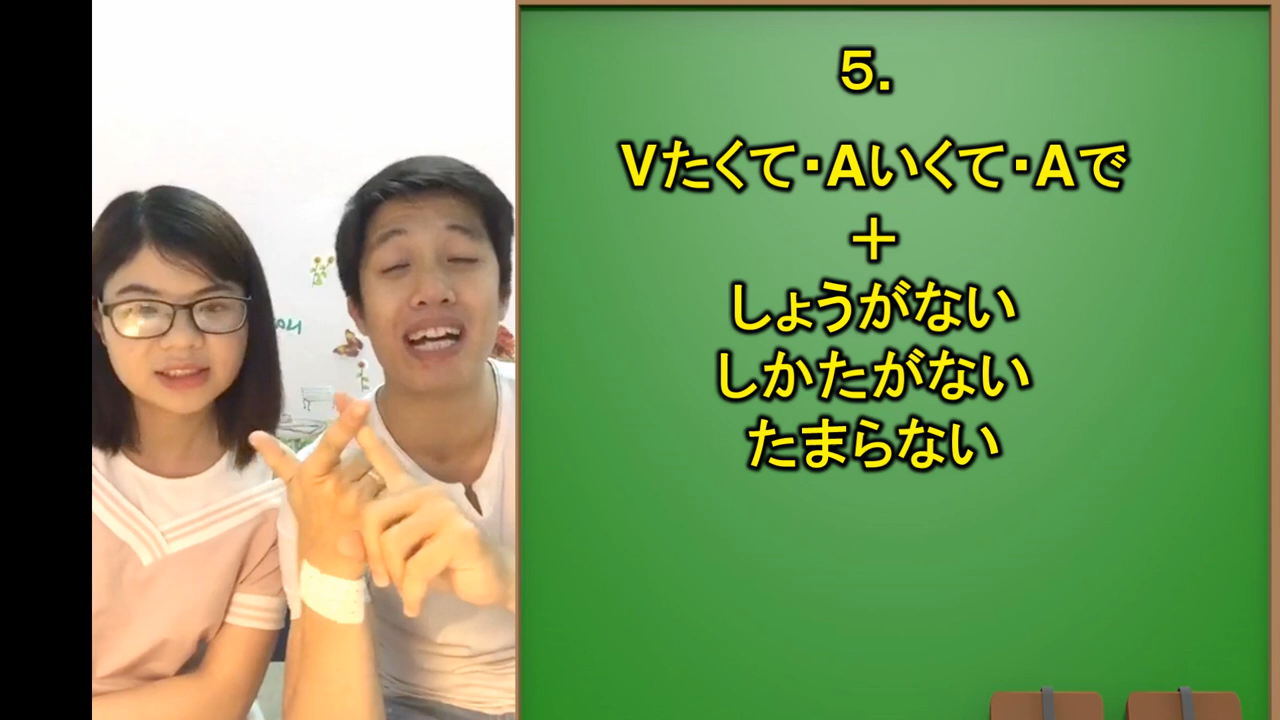 5.
Vたくて・Aいくて・Aで
＋
しょうがない
しかたがない
たまらない